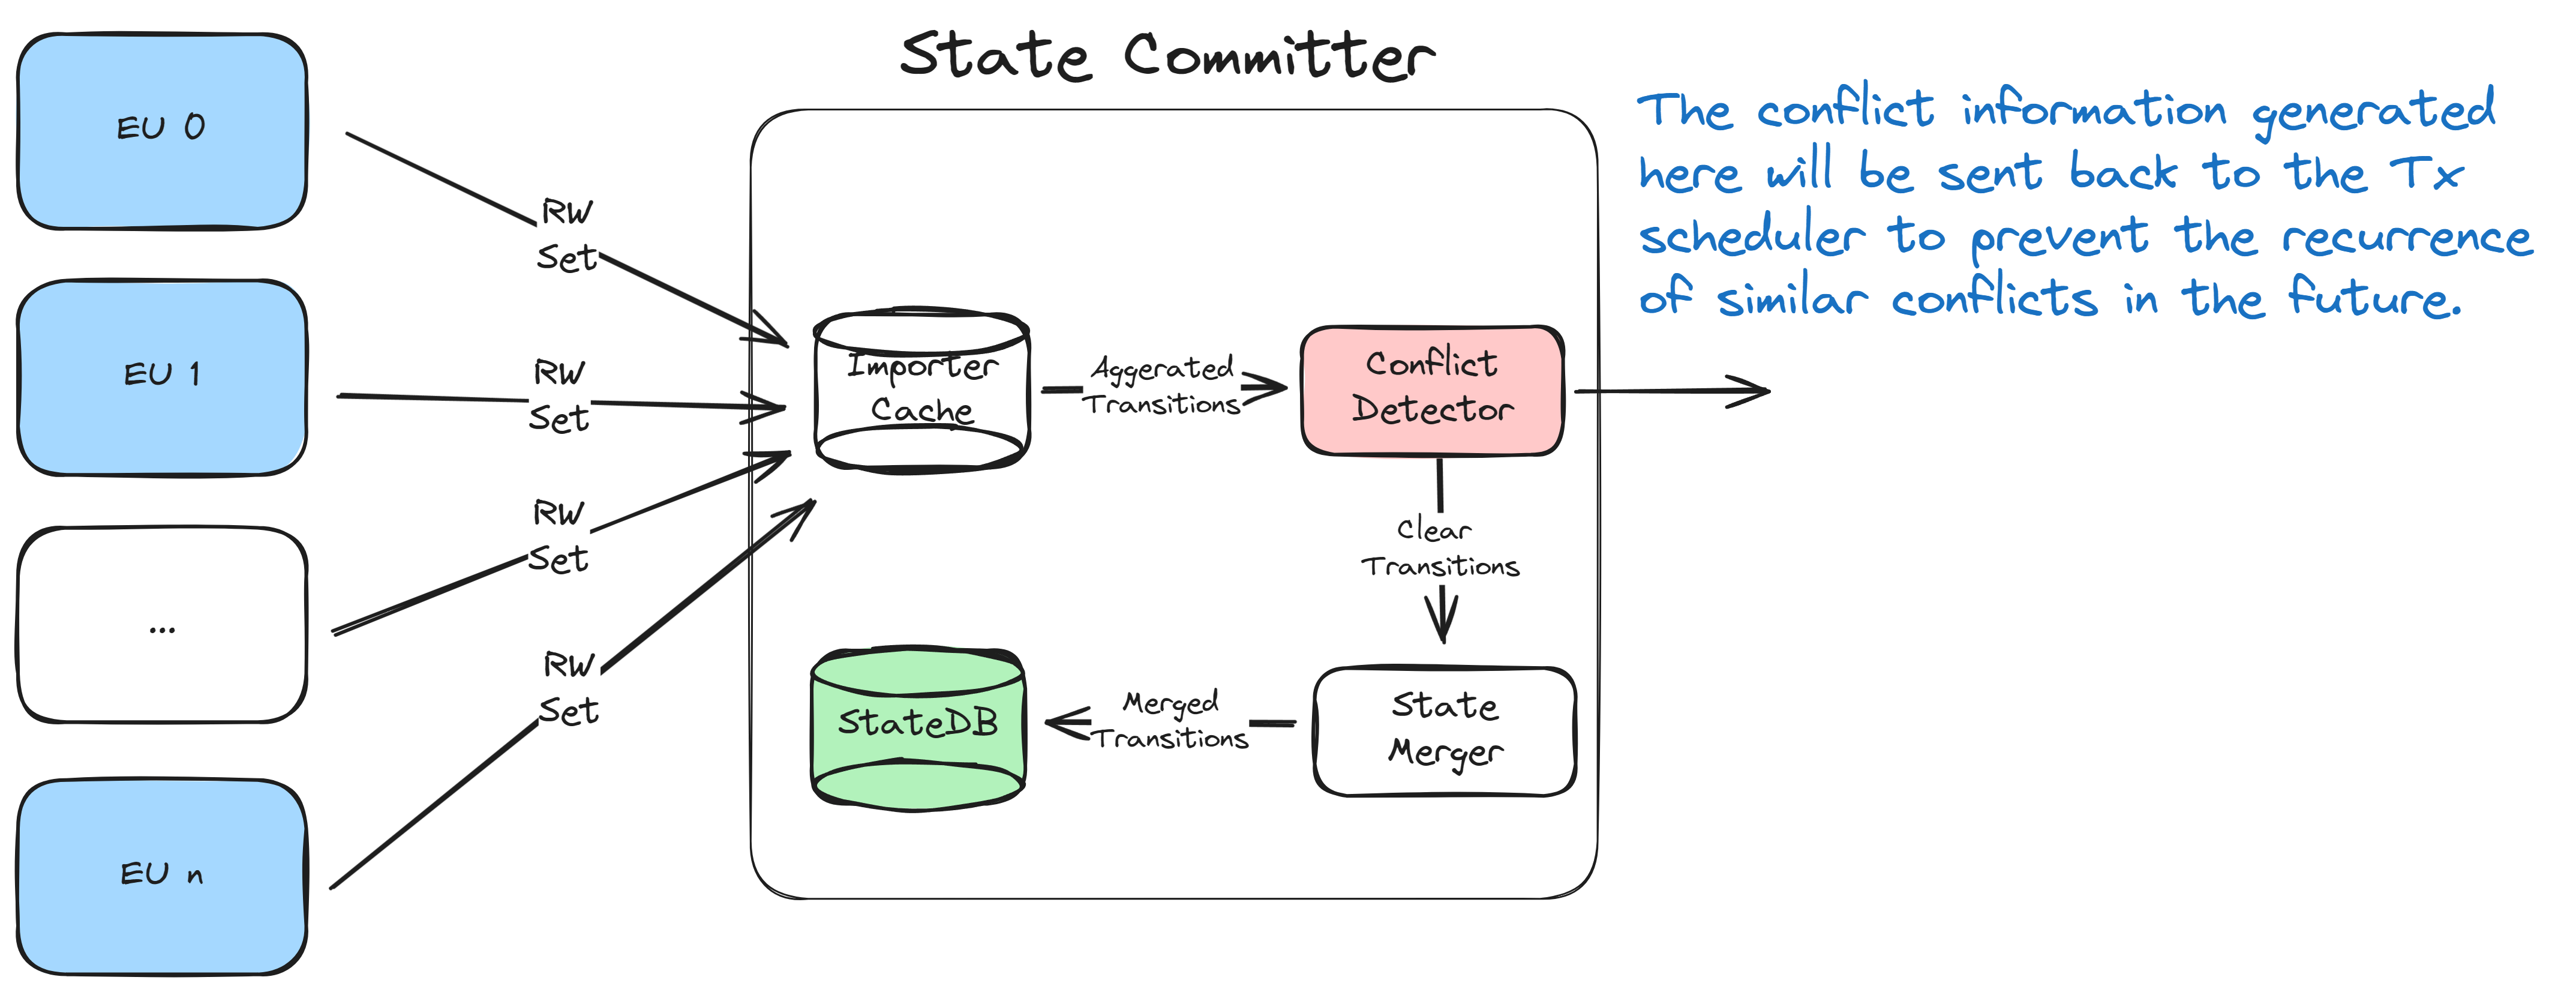 State Committer
EU 0
EU 1
...
EU n
RW
Set
RW
Set
RW
Set
RW
Set
Importer
Cache
Aggerated
Transitions
Conflict
Detector
Clear
Transitions
State
Merger
Merged
Transitions
StateDB
The conflict information generated
here will be sent back to the Tx
scheduler to prevent the recurrence
of similar conflicts in the future.